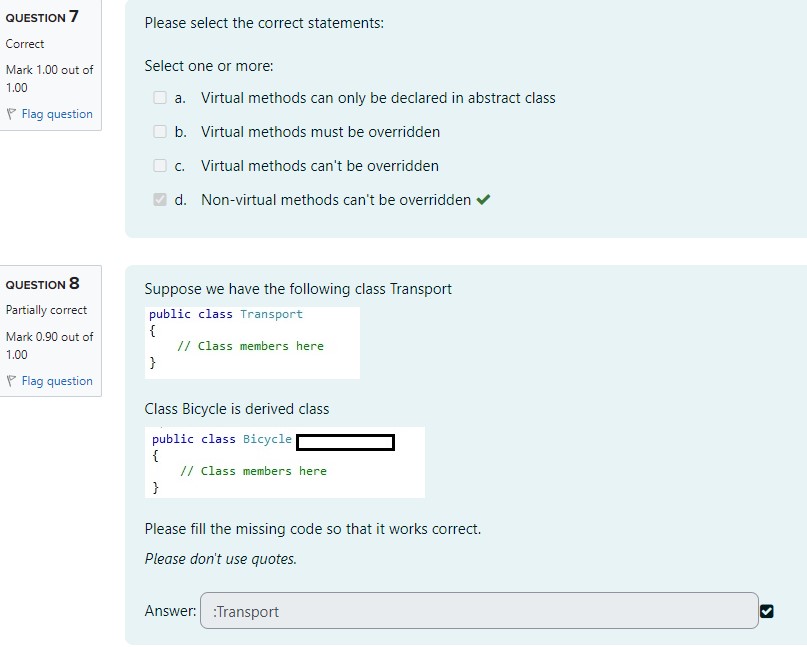 QUESTION 7
Correct
Mark 1.00 out of
1.00
Flag question
Please select the correct statements:
Select one or more:
a. Virtual methods can only be declared in abstract class
b. Virtual methods must be overridden
c. Virtual methods can't be overridden
d. Non-virtual methods can't be overridden
QUESTION 8
Partially correct
Mark 0.90 out of
1.00
Flag question
Suppose we have the following class Transport
public class Transport
{
// Class members here
}
Class Bicycle is derived class
public class Bicycle
{
// Class members here
}
Please fill the missing code so that it works correct.
Please don't use quotes.
Answer: :Transport